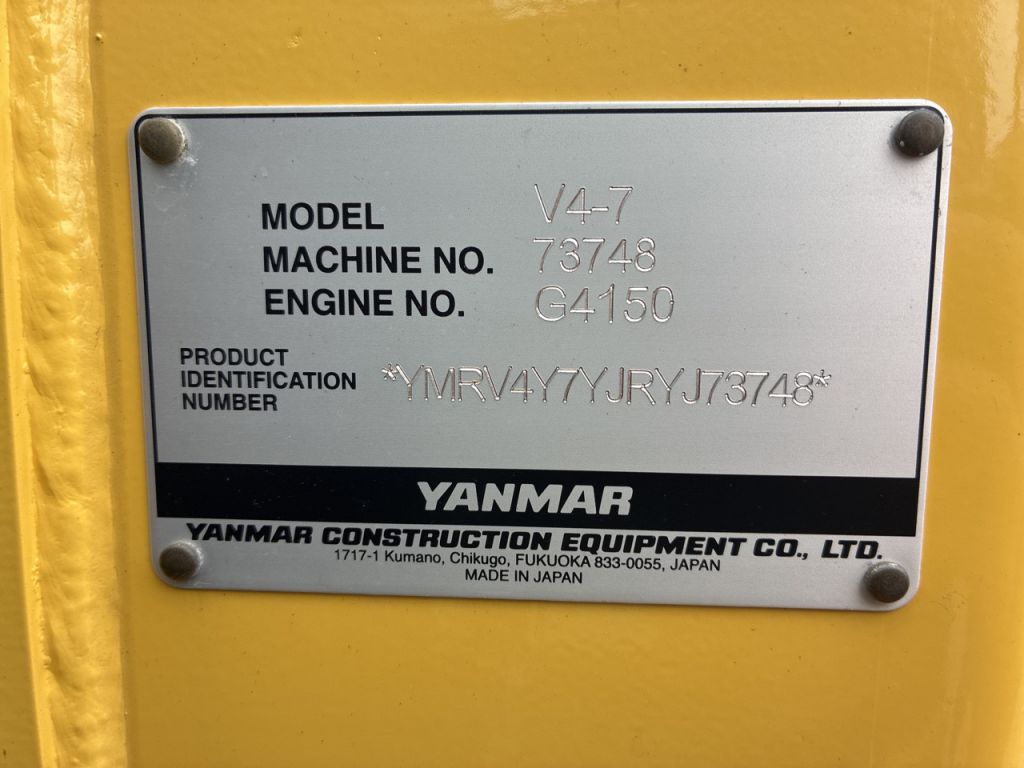 MODEL V4-7
MACHINE NO. 73748
ENGINE NO. G4150
PRODUCT
IDENTIFICATION *YMRV4Y7YJRYJ73748*
NUMBER
YANMAR
YANMAR CONSTRUCTION EQUIPMENT CO., LTD.
1717-1 Kumano, Chikugo, FUKUOKA 833-0055, JAPAN
MADE IN JAPAN